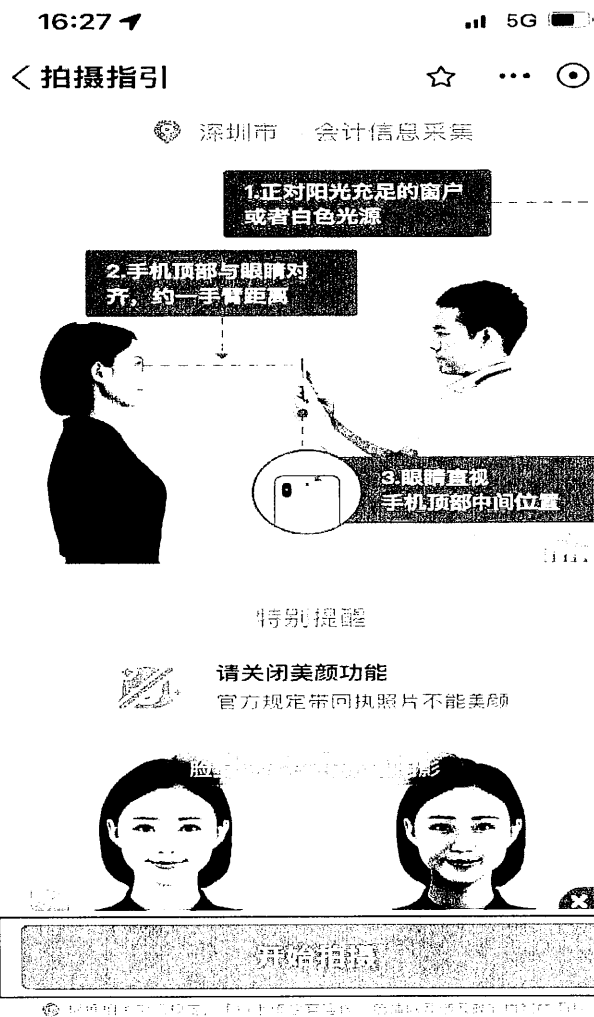 16:27
5G
拍摄指引
深圳市 会计信息采集
1.正对阳光充足的窗户
或者白色光源
2.手机顶部与眼睛对
齐，约一手臂距离
3.眼睛直视
手机顶部中间位置
特别提醒
请关闭美颜功能
官方规定带回执照片不能美颜
脸
影
开始拍摄